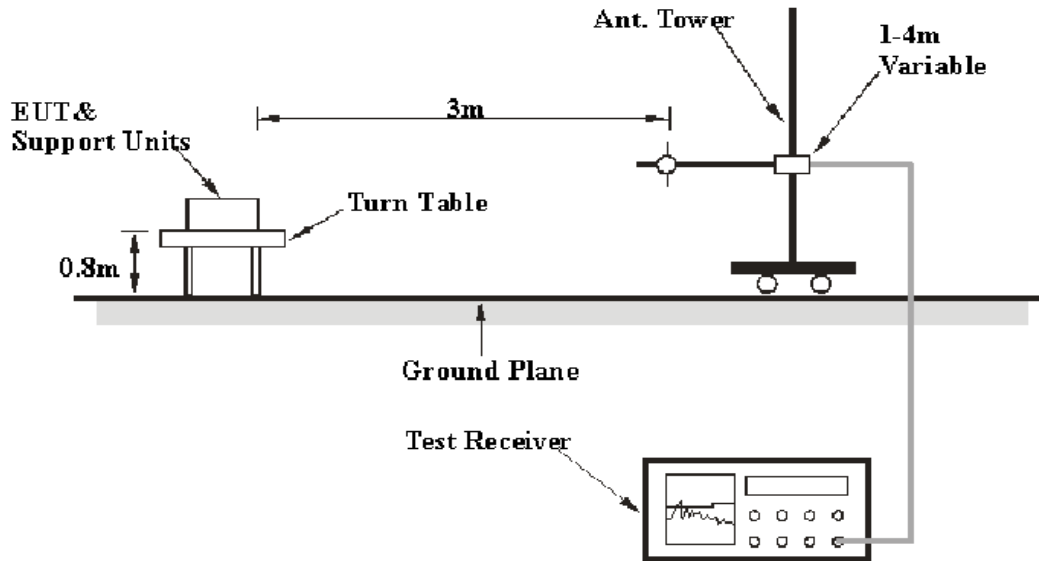 Ant. Tower
1-4m
Variable
3m
EUT&
Support Units
Turn Table
0.8m
Ground Plane
Test Receiver